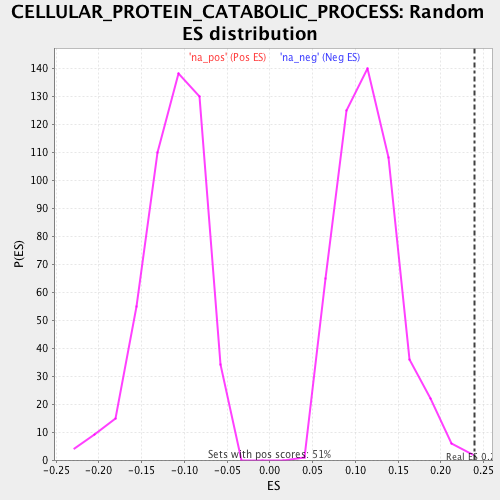 CELLULAR_PROTEIN_CATABOLIC_PROCESS: Random
ES distribution
'na_pos' (Pos ES) 'na_neg' (Neg ES)
140
130
120
110
100
90
80
70
60
50
40
30
20
10
0
P(ES)
Sets with pos scores: 51%
Real ES
-0.25 -0.20 -0.15 -0.10 -0.05 0.00 0.05 0.10 0.15 0.20 0.25
ES